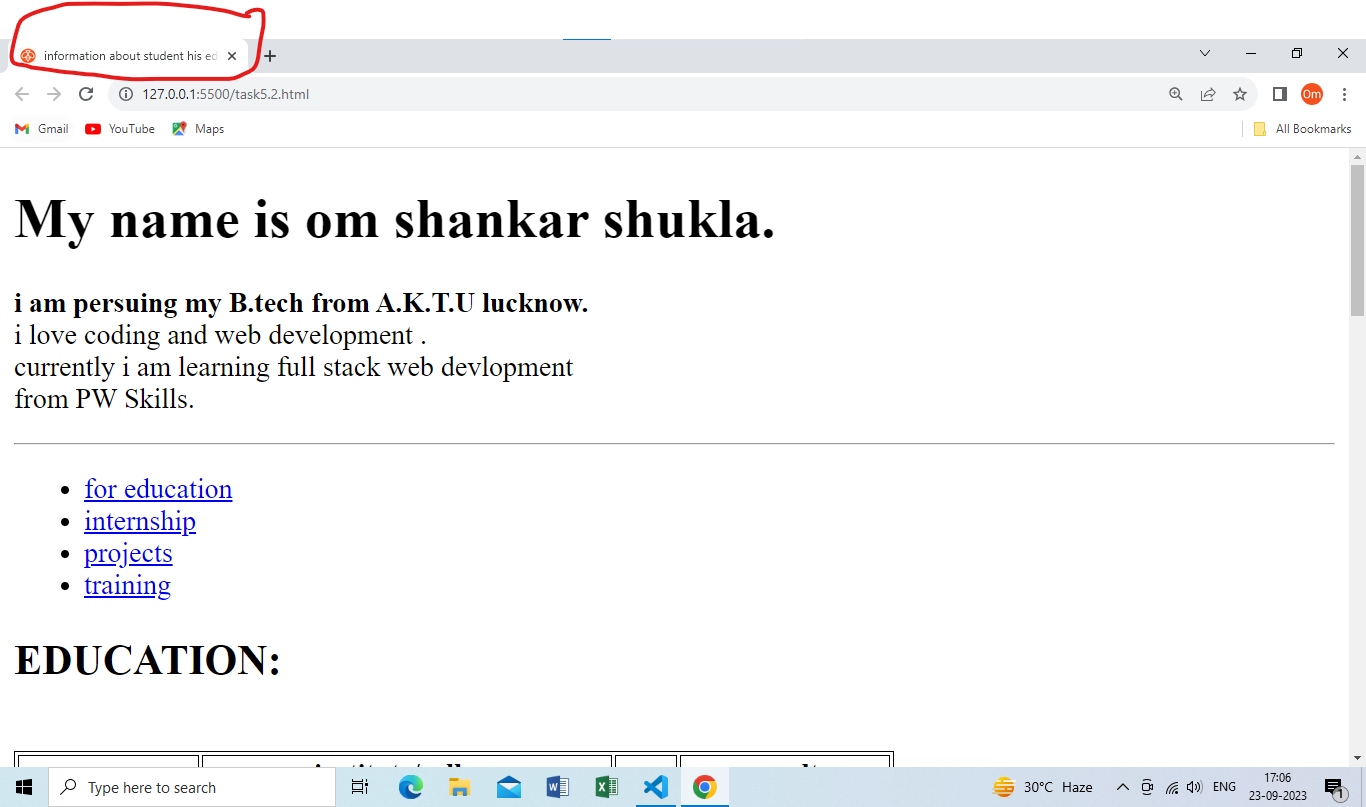 information about student his ed
127.0.0.1:5500/task5.2.html
Om
Gmail YouTube Maps All Bookmarks
My name is om shankar shukla.
i am persuing my B.tech from A.K.T.U lucknow.
i love coding and web development .
currently i am learning full stack web devlopment
from PW Skills.
for education
internship
projects
training
EDUCATION:
Type here to search
30°C Haze
ENG
17:06
23-09-2023
1